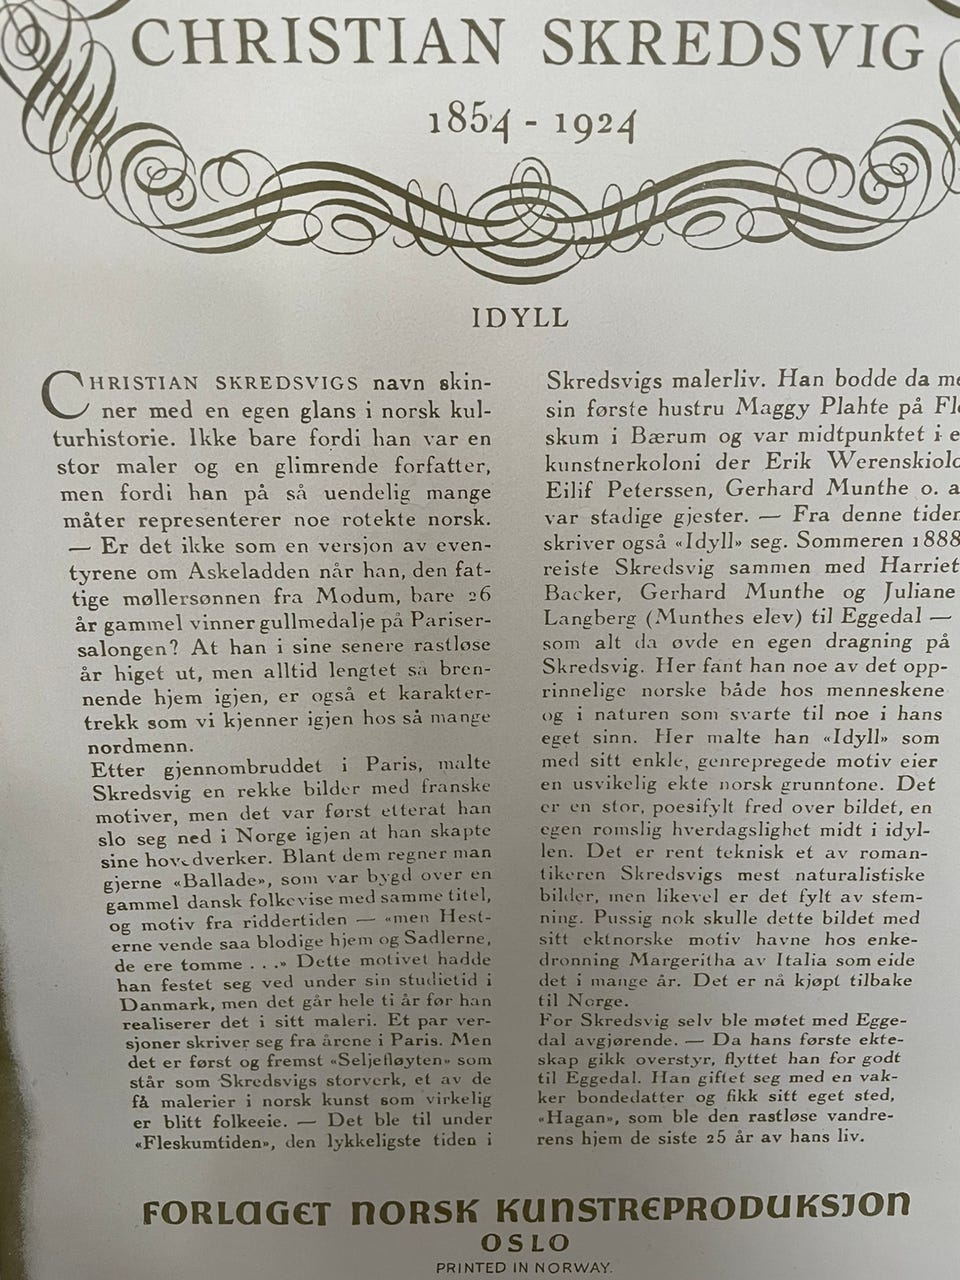 CHRISTIAN SKREDSVIG
1854 - 1924
IDYLL
CHRISTIAN SKREDSVIGS navn skin-
ner med en egen glans i norsk kul-
turhistorie. Ikke bare fordi han var en
stor maler og en glimrende forfatter,
men fordi han på så uendelig mange
måter representerer noe rotekte norsk.
— Er det ikke som en versjon av even-
tyrene om Askeladden når han, den fat-
tige møllersønnen fra Modum, bare 26
år gammel vinner gullmedalje på Pariser-
salongen? At han i sine senere rastløse
år higet ut, men alltid lengtet så bren-
nende hjem igjen, er også et karakter-
trekk som vi kjenner igjen hos så mange
nordmenn.
Etter gjennombruddet i Paris, malte
Skredsvig en rekke bilder med franske
motiver, men det var først etterat han
slo seg ned i Norge igjen at han skapte
sine hovedverker. Blant dem regner man
gjerne «Ballade», som var bygd over en
gammel dansk folkevise med samme titel,
og motiv fra riddertiden — «men Hest-
erne vende saa blodige hjem og Sadlerne,
de ere tomme . . .» Dette motivet hadde
han festet seg ved under sin studietid i
Danmark, men det går hele ti år før han
realiserer det i sitt maleri. Et par ver-
sjoner skriver seg fra årene i Paris. Men
det er først og fremst «Seljefløyten» som
står som Skredsvigs storverk, et av de
få malerier i norsk kunst som virkelig
er blitt folkeeie. — Det ble til under
«Fleskumtiden», den lykkeligste tiden i
Skredsvigs malerliv. Han bodde da me
sin første hustru Maggy Plahte på Fle
skum i Bærum og var midtpunktet i e
kunstnerkoloni der Erik Werenskiold
Eilif Peterssen, Gerhard Munthe o. a
var stadige gjester. — Fra denne tiden
skriver også «Idyll» seg. Sommeren 1888
reiste Skredsvig sammen med Harriet
Backer, Gerhard Munthe og Juliane
Langberg (Munthes elev) til Eggedal —
som alt da øvde en egen dragning på
Skredsvig. Her fant han noe av det opp-
rinnelige norske både hos menneskene
og i naturen som svarte til noe i hans
eget sinn. Her malte han «Idyll» som
med sitt enkle, genrepregede motiv eier
en usvikelig ekte norsk grunntone. Det
er en stor, poesifylt fred over bildet, en
egen romslig hverdagslighet midt i idyl-
len. Det er rent teknisk et av roman-
tikeren Skredsvigs mest naturalistiske
bilder, men likevel er det fylt av stem-
ning. Pussig nok skulle dette bildet med
sitt ektnorske motiv havne hos enke-
dronning Margeritha av Italia som eide
det i mange år. Det er nå kjøpt tilbake
til Norge.
For Skredsvig selv ble møtet med Egge-
dal avgjørende. — Da hans første ekte-
skap gikk overstyr, flyttet han for godt
til Eggedal. Han giftet seg med en vak-
ker bondedatter og fikk sitt eget sted,
«Hagan», som ble den rastløse vandre-
rens hjem de siste 25 år av hans liv.
FORLAGET NORSK KUNSTREPRODUKSJON
OSLO
PRINTED IN NORWAY.